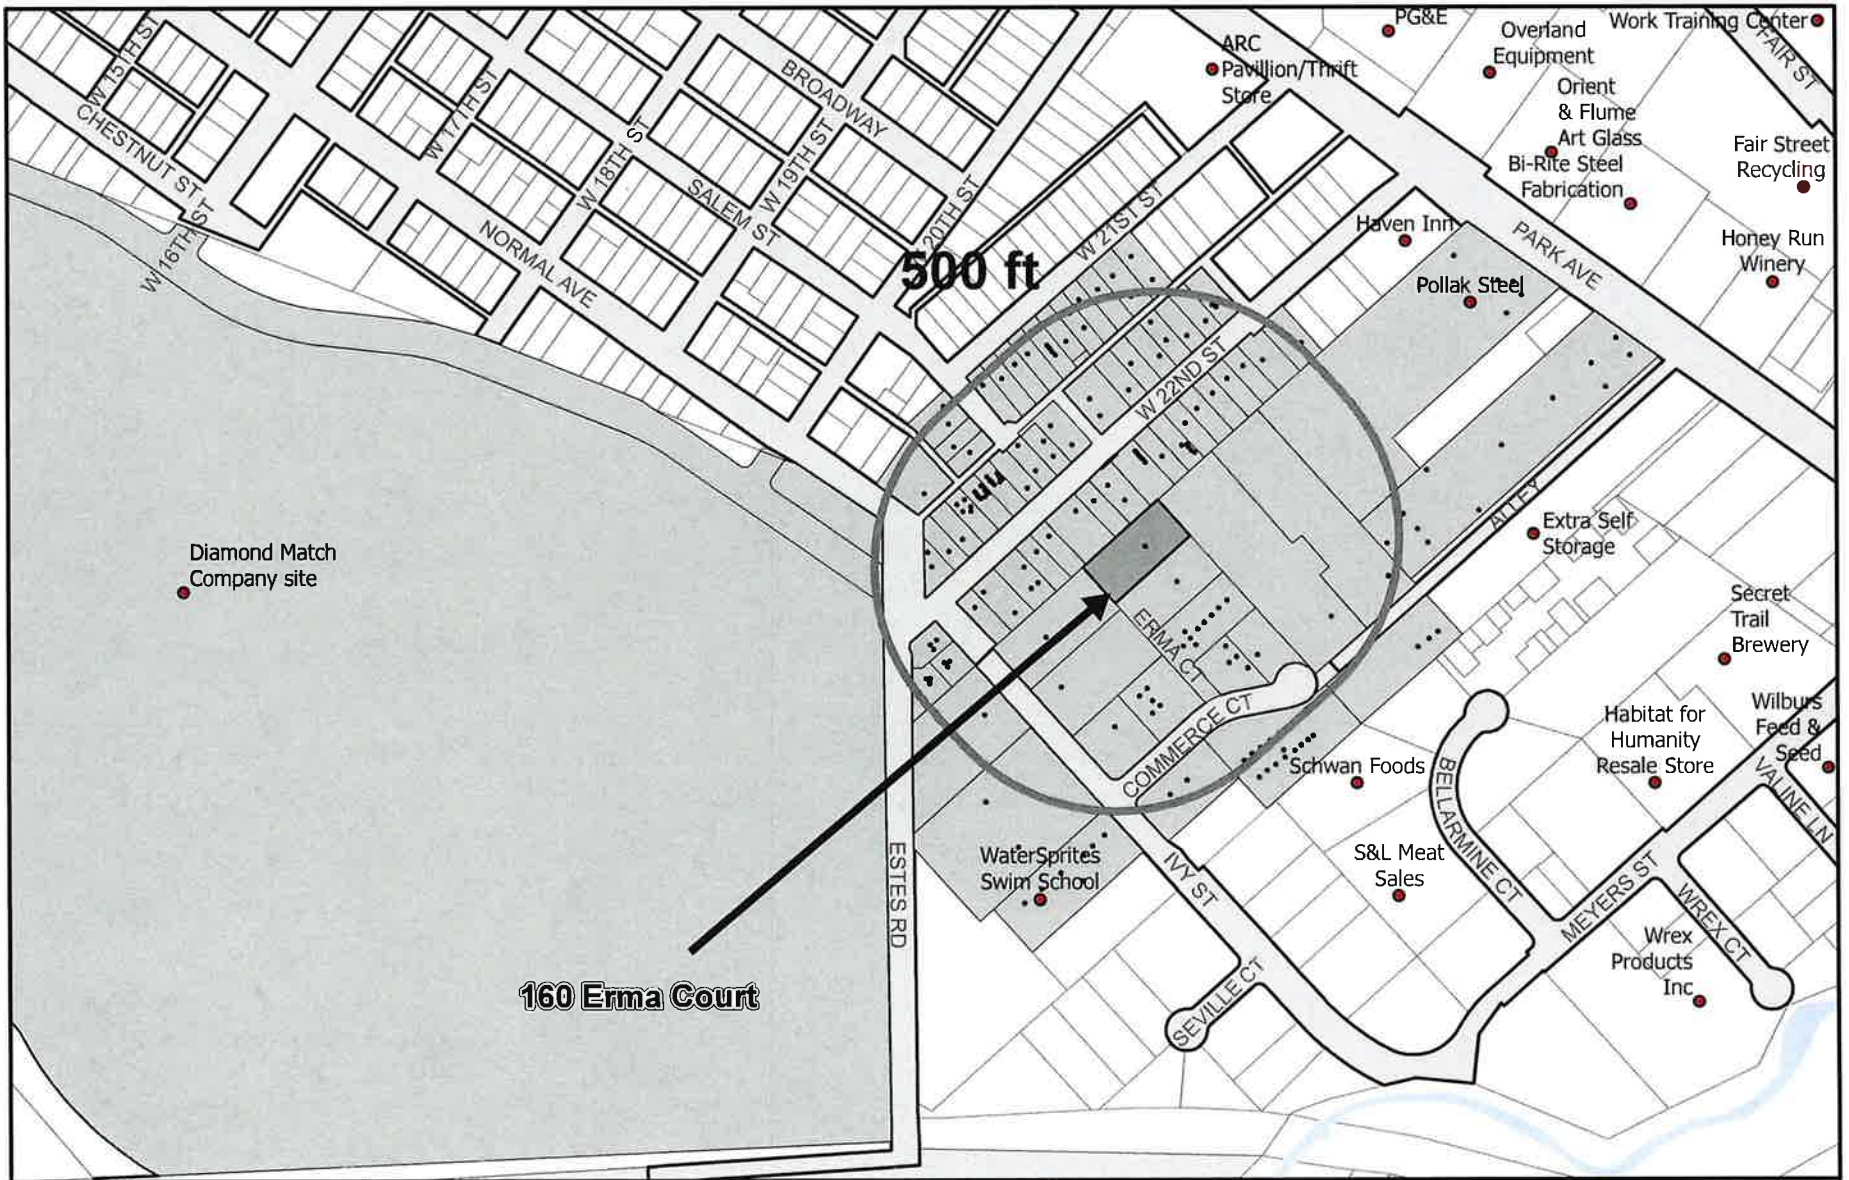 PG&E
Work Training Center
Overland
Equipment
FAIR ST
ARC
Pavillion/Thrift
Store
Orient
& Flume
Art Glass
Bi-Rite Steel
Fabrication
Fair Street
Recycling
W 15TH ST
CHESTNUT ST
W 16TH ST
W 17TH ST
W 18TH ST
BROADWAY
W 19TH ST
SALEM ST
NORMAL AVE
20TH ST
W 21ST ST
500 ft
Haven Inn
PARK AVE
Honey Run
Winery
Pollak Steel
W 22ND ST
ALLEY
Extra Self
Storage
Diamond Match
Company site
Secret
Trail
Brewery
ERMA CT
COMMERCE CT
Wilburs
Feed &
Seed
Habitat for
Humanity
Resale Store
Schwan Foods
BELLARMINE CT
VALINE LN
WaterSprites
Swim School
ESTES RD
IVY ST
S&L Meat
Sales
MEYERS ST
WREX CT
Wrex
Products
Inc
160 Erma Court
SEVILLE CT